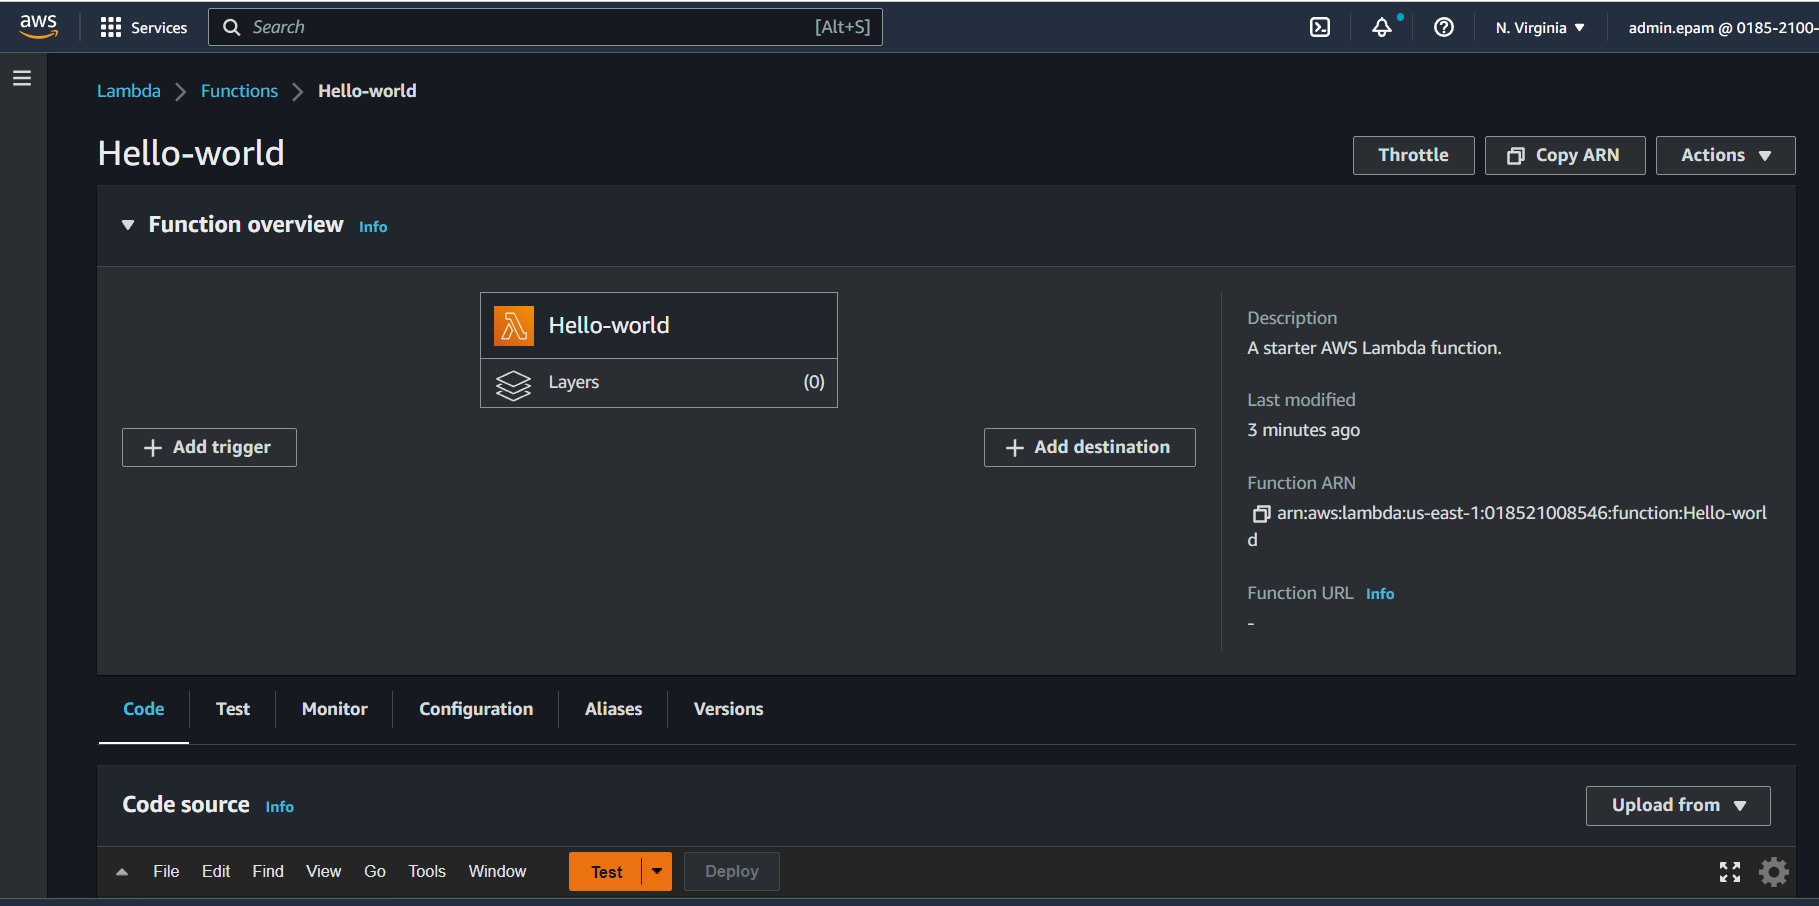 aws Services Search [Alt+S] N. Virginia admin.epam @ 0185-2100-
Lambda Functions Hello-world
Hello-world Throttle Copy ARN Actions
Function overview Info
Hello-world
Layers (0)
Add trigger
Add destination
Description
A starter AWS Lambda function.
Last modified
3 minutes ago
Function ARN
arn:aws:lambda:us-east-1:018521008546:function:Hello-worl
d
Function URL Info
-
Code Test Monitor Configuration Aliases Versions
Code source Info Upload from
File Edit Find View Go Tools Window Test Deploy